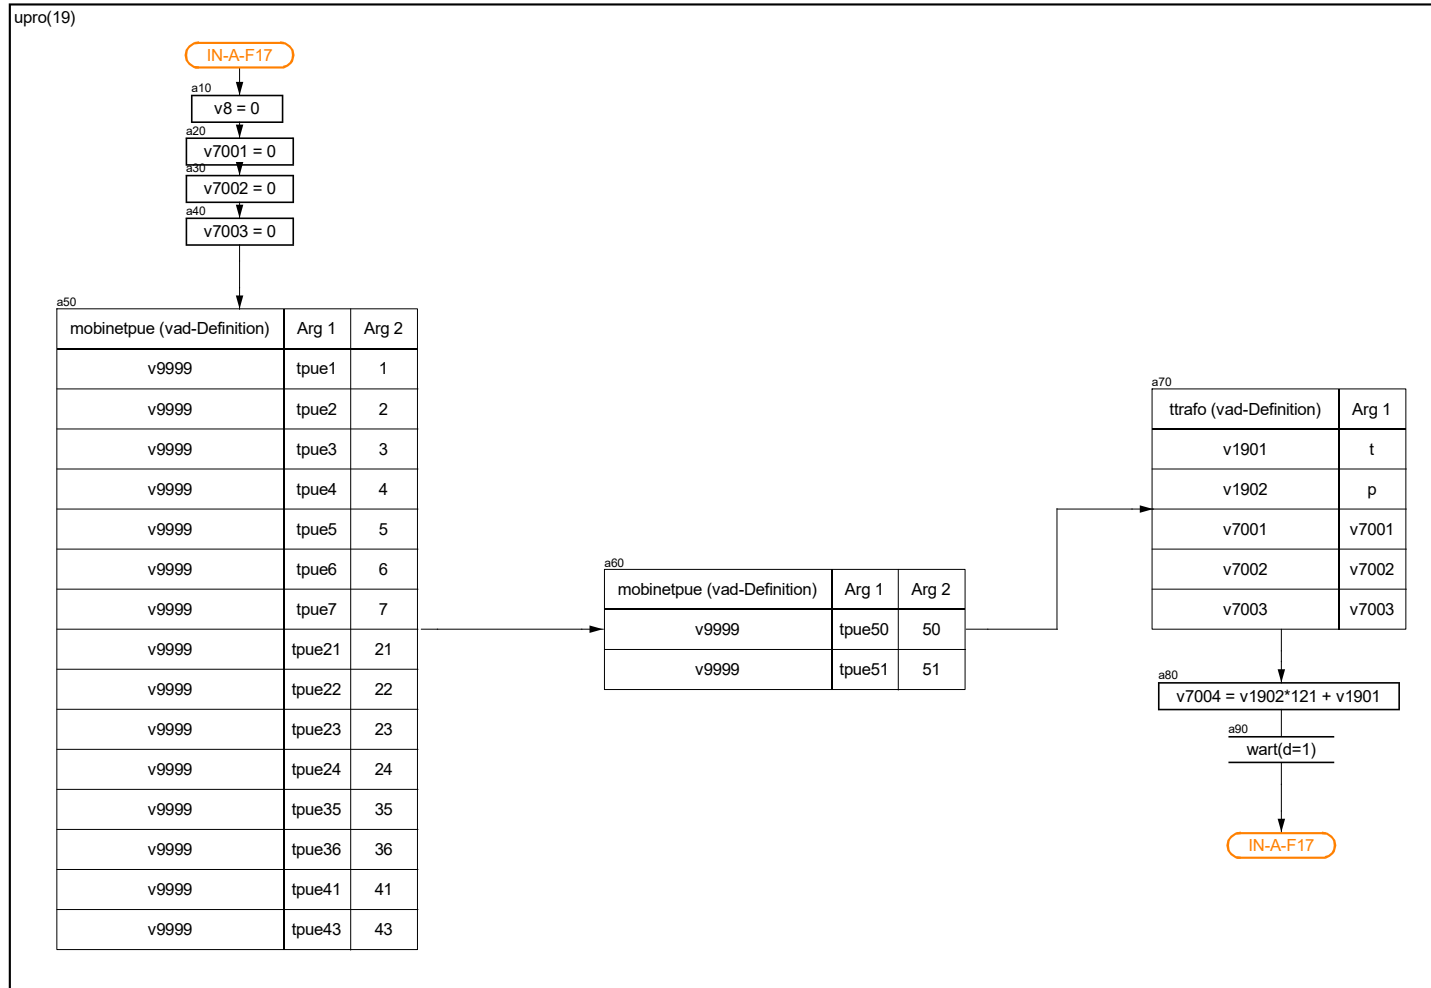 upro(19)
IN-A-F17
a10
v8 = 0
a20
v7001 = 0
a30
v7002 = 0
a40
v7003 = 0
a50
mobinetpue (vad-Definition) Arg 1 Arg 2
v9999 tpue1 1
v9999 tpue2 2
v9999 tpue3 3
v9999 tpue4 4
v9999 tpue5 5
v9999 tpue6 6
v9999 tpue7 7
v9999 tpue21 21
v9999 tpue22 22
v9999 tpue23 23
v9999 tpue24 24
v9999 tpue35 35
v9999 tpue36 36
v9999 tpue41 41
v9999 tpue43 43
a60
mobinetpue (vad-Definition) Arg 1 Arg 2
v9999 tpue50 50
v9999 tpue51 51
a70
ttrafo (vad-Definition) Arg 1
v1901 t
v1902 p
v7001 v7001
v7002 v7002
v7003 v7003
a80
v7004 = v1902*121 + v1901
a90
wart(d=1)
IN-A-F17